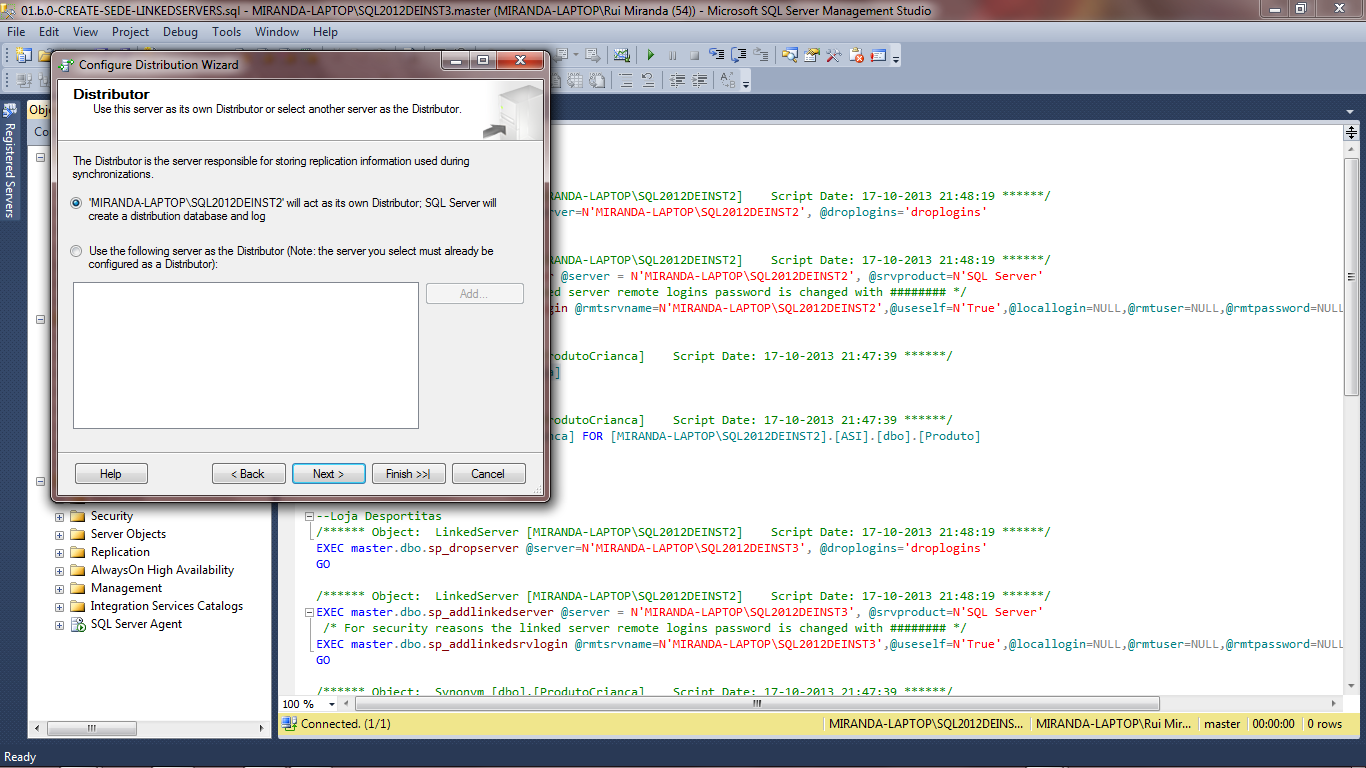 01.b.0-CREATE-SEDE-LINKEDSERVERS.sql - MIRANDA-LAPTOP\SQL2012DEINST3.master (MIRANDA-LAPTOP\Rui Miranda (54)) - Microsoft SQL Server Management Studio
File Edit View Project Debug Tools Window Help
Registered Servers
Configure Distribution Wizard
Distributor
Use this server as its own Distributor or select another server as the Distributor.
The Distributor is the server responsible for storing replication information used during
synchronizations.
'MIRANDA-LAPTOP\SQL2012DEINST2' will act as its own Distributor; SQL Server will
create a distribution database and log
Use the following server as the Distributor (Note: the server you select must already be
configured as a Distributor):
Add...
Help < Back Next > Finish >>| Cancel
Security
Server Objects
Replication
AlwaysOn High Availability
Management
Integration Services Catalogs
SQL Server Agent
RANDA-LAPTOP\SQL2012DEINST2] Script Date: 17-10-2013 21:48:19 ******/
rver=N'MIRANDA-LAPTOP\SQL2012DEINST2', @droplogins='droplogins'
RANDA-LAPTOP\SQL2012DEINST2] Script Date: 17-10-2013 21:48:19 ******/
r @server = N'MIRANDA-LAPTOP\SQL2012DEINST2', @srvproduct=N'SQL Server'
d server remote logins password is changed with ######## */
ogin @rmtsrvname=N'MIRANDA-LAPTOP\SQL2012DEINST2',@useself=N'True',@locallogin=NULL,@rmtuser=NULL,@rmtpassword=NULL
odutoCrianca] Script Date: 17-10-2013 21:47:39 ******/
a]
odutoCrianca] Script Date: 17-10-2013 21:47:39 ******/
nca] FOR [MIRANDA-LAPTOP\SQL2012DEINST2].[ASI].[dbo].[Produto]
--Loja Desportitas
/****** Object: LinkedServer [MIRANDA-LAPTOP\SQL2012DEINST2] Script Date: 17-10-2013 21:48:19 ******/
EXEC master.dbo.sp_dropserver @server=N'MIRANDA-LAPTOP\SQL2012DEINST3', @droplogins='droplogins'
GO
/****** Object: LinkedServer [MIRANDA-LAPTOP\SQL2012DEINST2] Script Date: 17-10-2013 21:48:19 ******/
EXEC master.dbo.sp_addlinkedserver @server = N'MIRANDA-LAPTOP\SQL2012DEINST3', @srvproduct=N'SQL Server'
/* For security reasons the linked server remote logins password is changed with ######## */
EXEC master.dbo.sp_addlinkedsrvlogin @rmtsrvname=N'MIRANDA-LAPTOP\SQL2012DEINST3',@useself=N'True',@locallogin=NULL,@rmtuser=NULL,@rmtpassword=NULL
GO
/****** Object: Synonym [dbo].[ProdutoCrianca] Script Date: 17-10-2013 21:47:39 ******/
100 %
Connected. (1/1) MIRANDA-LAPTOP\SQL2012DEINS... MIRANDA-LAPTOP\Rui Mir... master 00:00:00 0 rows
Ready